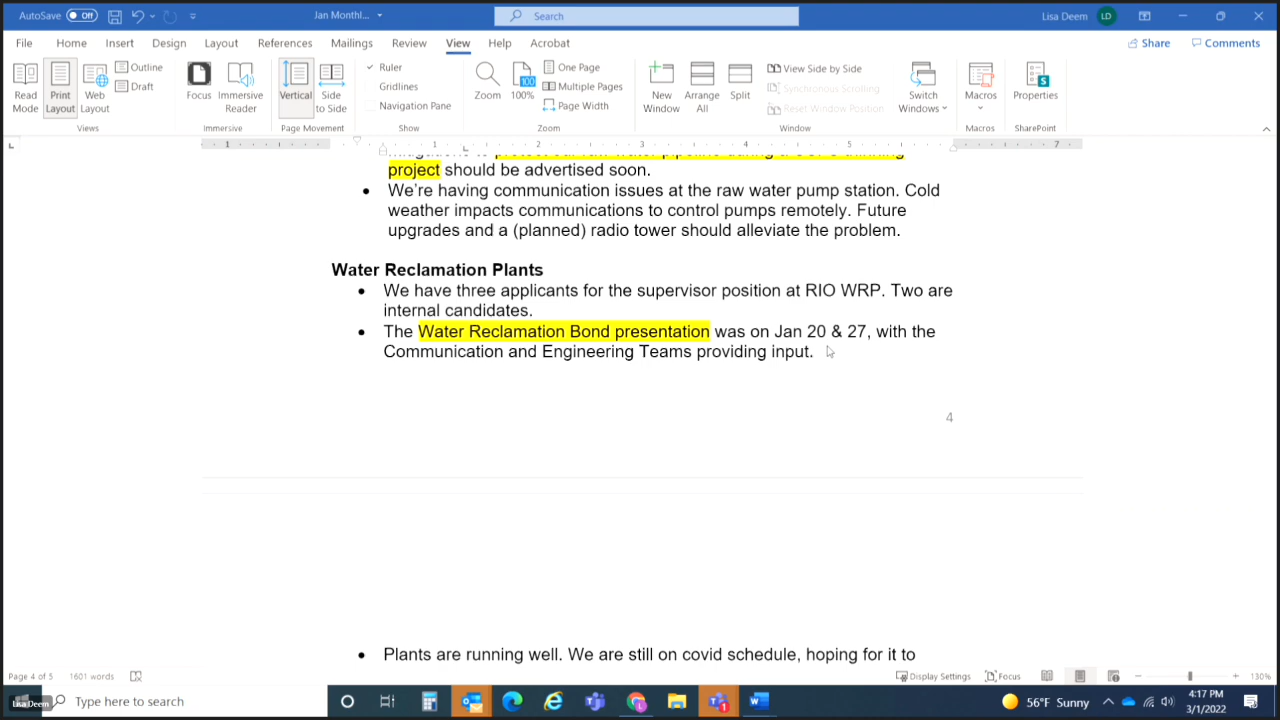 AutoSave Off Jan Monthl... Search Lisa Deem LD
File Home Insert Design Layout References Mailings Review View Help Acrobat Share Comments
Read Mode Print Layout Web Layout Outline Draft Focus Immersive Reader Vertical Side to Side Ruler Gridlines Navigation Pane Zoom 100 100% One Page Multiple Pages Page Width New Window Arrange All Split View Side by Side Synchronous Scrolling Reset Window Position Switch Windows Macros Properties
Views Immersive Page Movement Show Zoom Window Macros SharePoint
1 1 2 3 4 5 7
project should be advertised soon.
• We're having communication issues at the raw water pump station. Cold
weather impacts communications to control pumps remotely. Future
upgrades and a (planned) radio tower should alleviate the problem.
Water Reclamation Plants
• We have three applicants for the supervisor position at RIO WRP. Two are
internal candidates.
• The Water Reclamation Bond presentation was on Jan 20 & 27, with the
Communication and Engineering Teams providing input.
4
• Plants are running well. We are still on covid schedule, hoping for it to
Page 4 of 5 1601 words Display Settings Focus 130%
Lisa Deem Type here to search 1 56°F Sunny 4:17 PM
3/1/2022